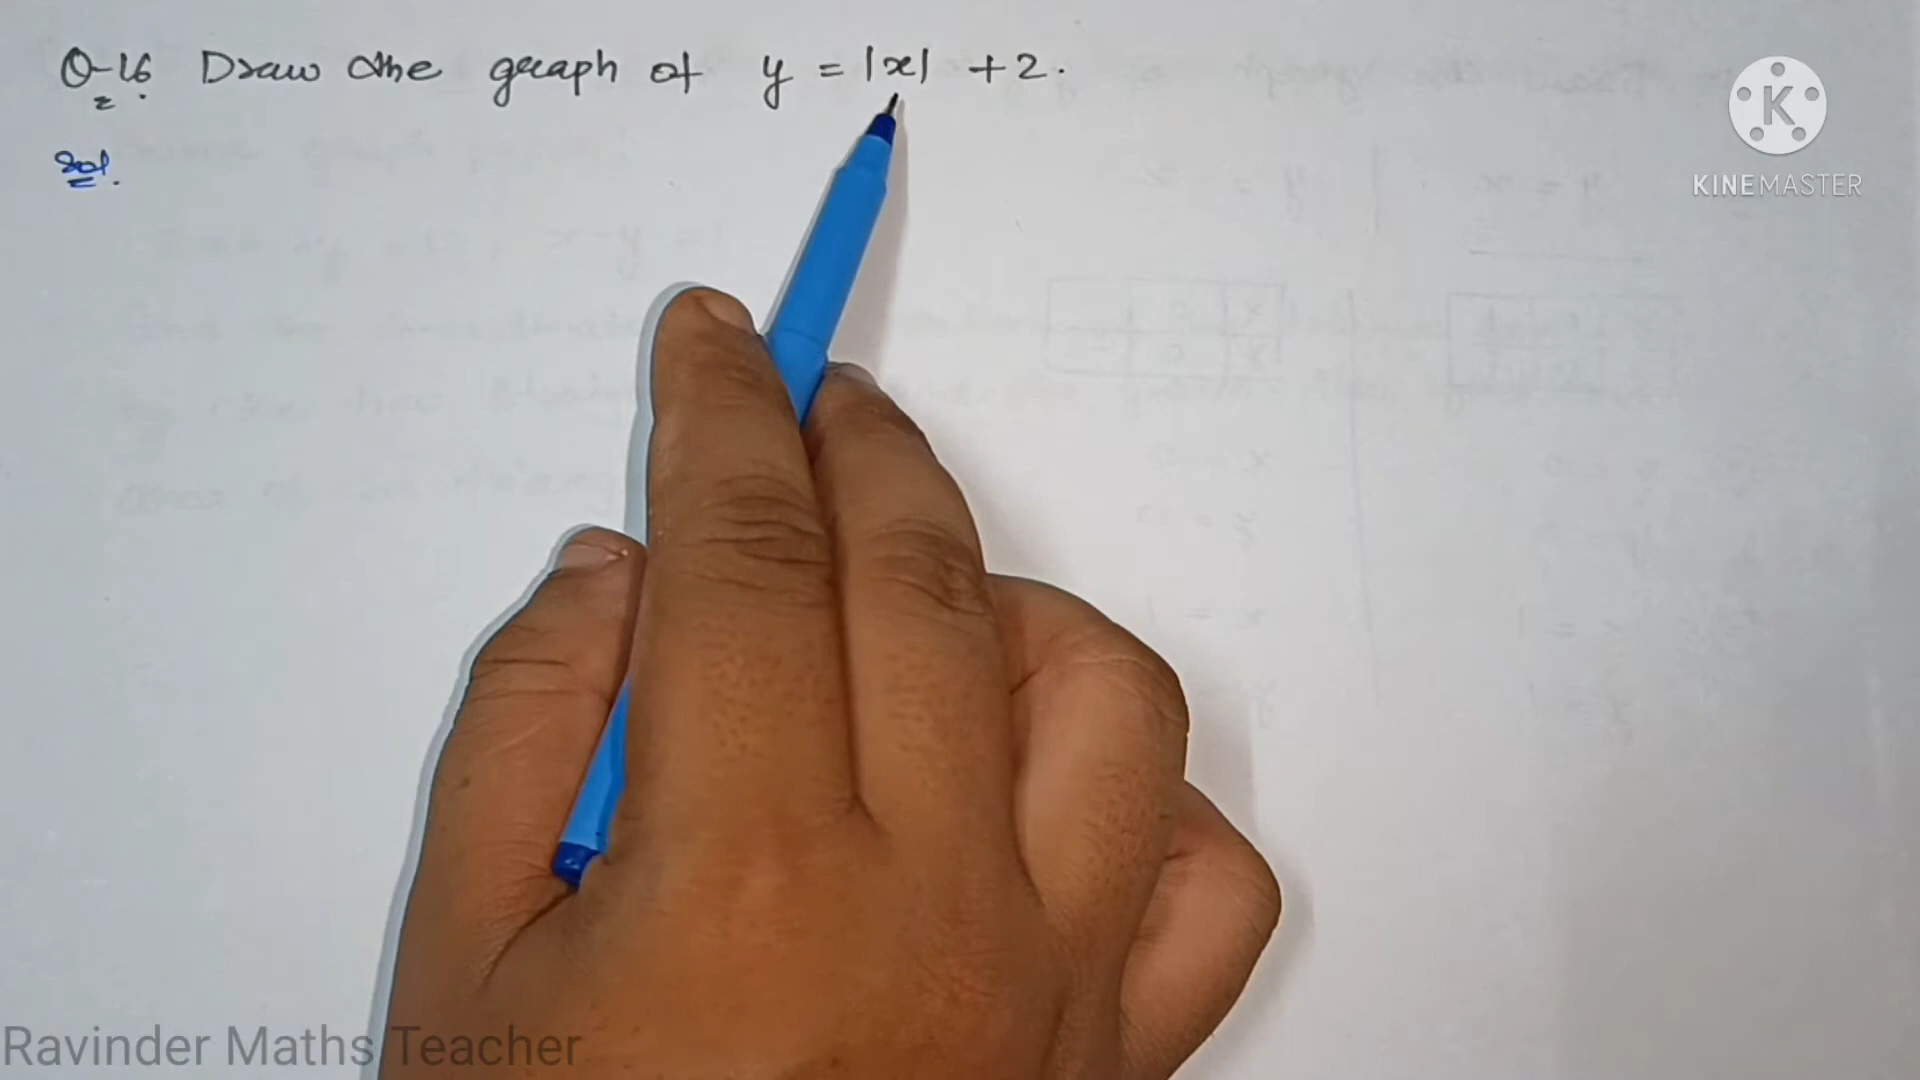 Q-16. Draw the graph of y = |x| + 2.
Sol.
K
KINEMASTER
Ravinder Maths Teacher